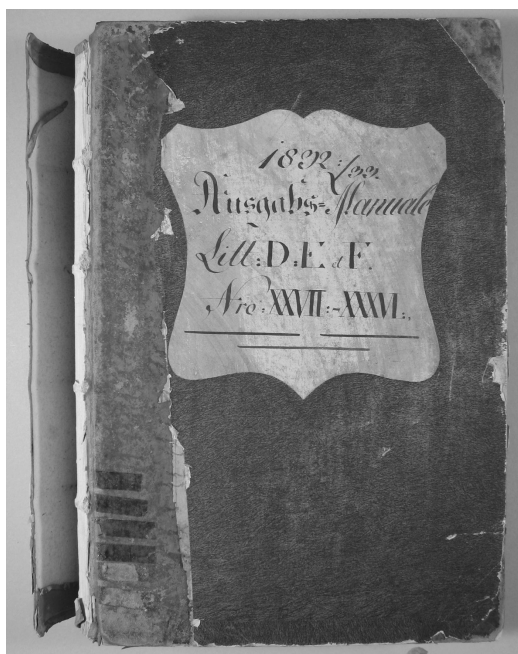 1832:/33.
Ausgabs=Manuale
Litt: D: E. & F.
Nro: XXVII:-XXXVI:.